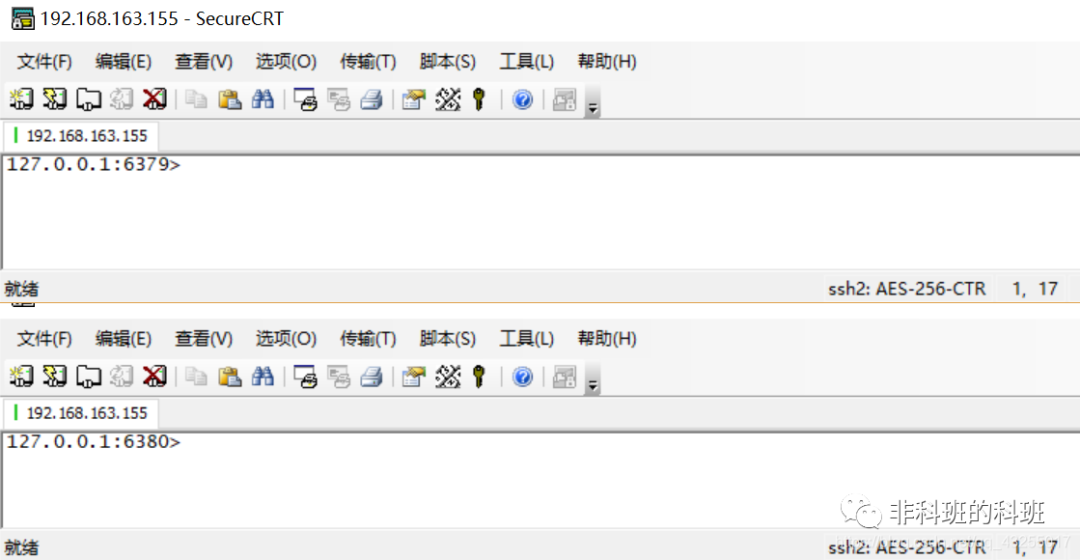 192.168.163.155 - SecureCRT
文件(F) 编辑(E) 查看(V) 选项(O) 传输(T) 脚本(S) 工具(L) 帮助(H)
192.168.163.155
127.0.0.1:6379>
就绪 ssh2: AES-256-CTR 1, 17
文件(F) 编辑(E) 查看(V) 选项(O) 传输(T) 脚本(S) 工具(L) 帮助(H)
192.168.163.155
127.0.0.1:6380>
非科班的科班
就绪 ssh2: AES-256-CTR 1, 17